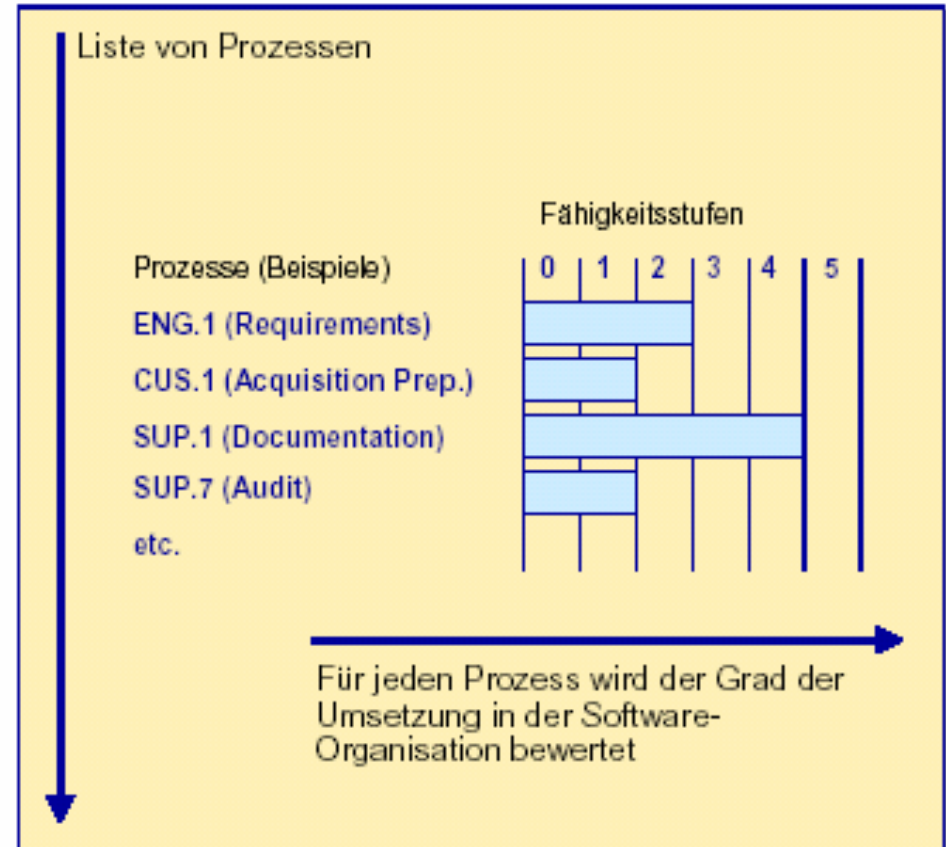 Liste von Prozessen
Fähigkeitsstufen
Prozesse (Beispiele) 0 1 2 3 4 5
ENG.1 (Requirements)
CUS.1 (Acquisition Prep.)
SUP.1 (Documentation)
SUP.7 (Audit)
etc.
Für jeden Prozess wird der Grad der
Umsetzung in der Software-
Organisation bewertet